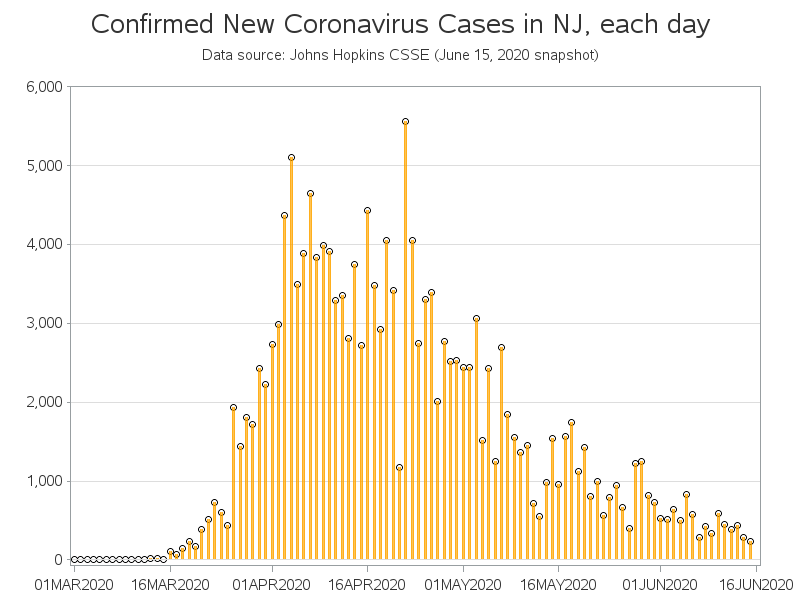 Confirmed New Coronavirus Cases in NJ, each day
Data source: Johns Hopkins CSSE (June 15, 2020 snapshot)
6,000
5,000
4,000
3,000
2,000
1,000
0
01MAR2020 16MAR2020 01APR2020 16APR2020 01MAY2020 16MAY2020 01JUN2020 16JUN2020